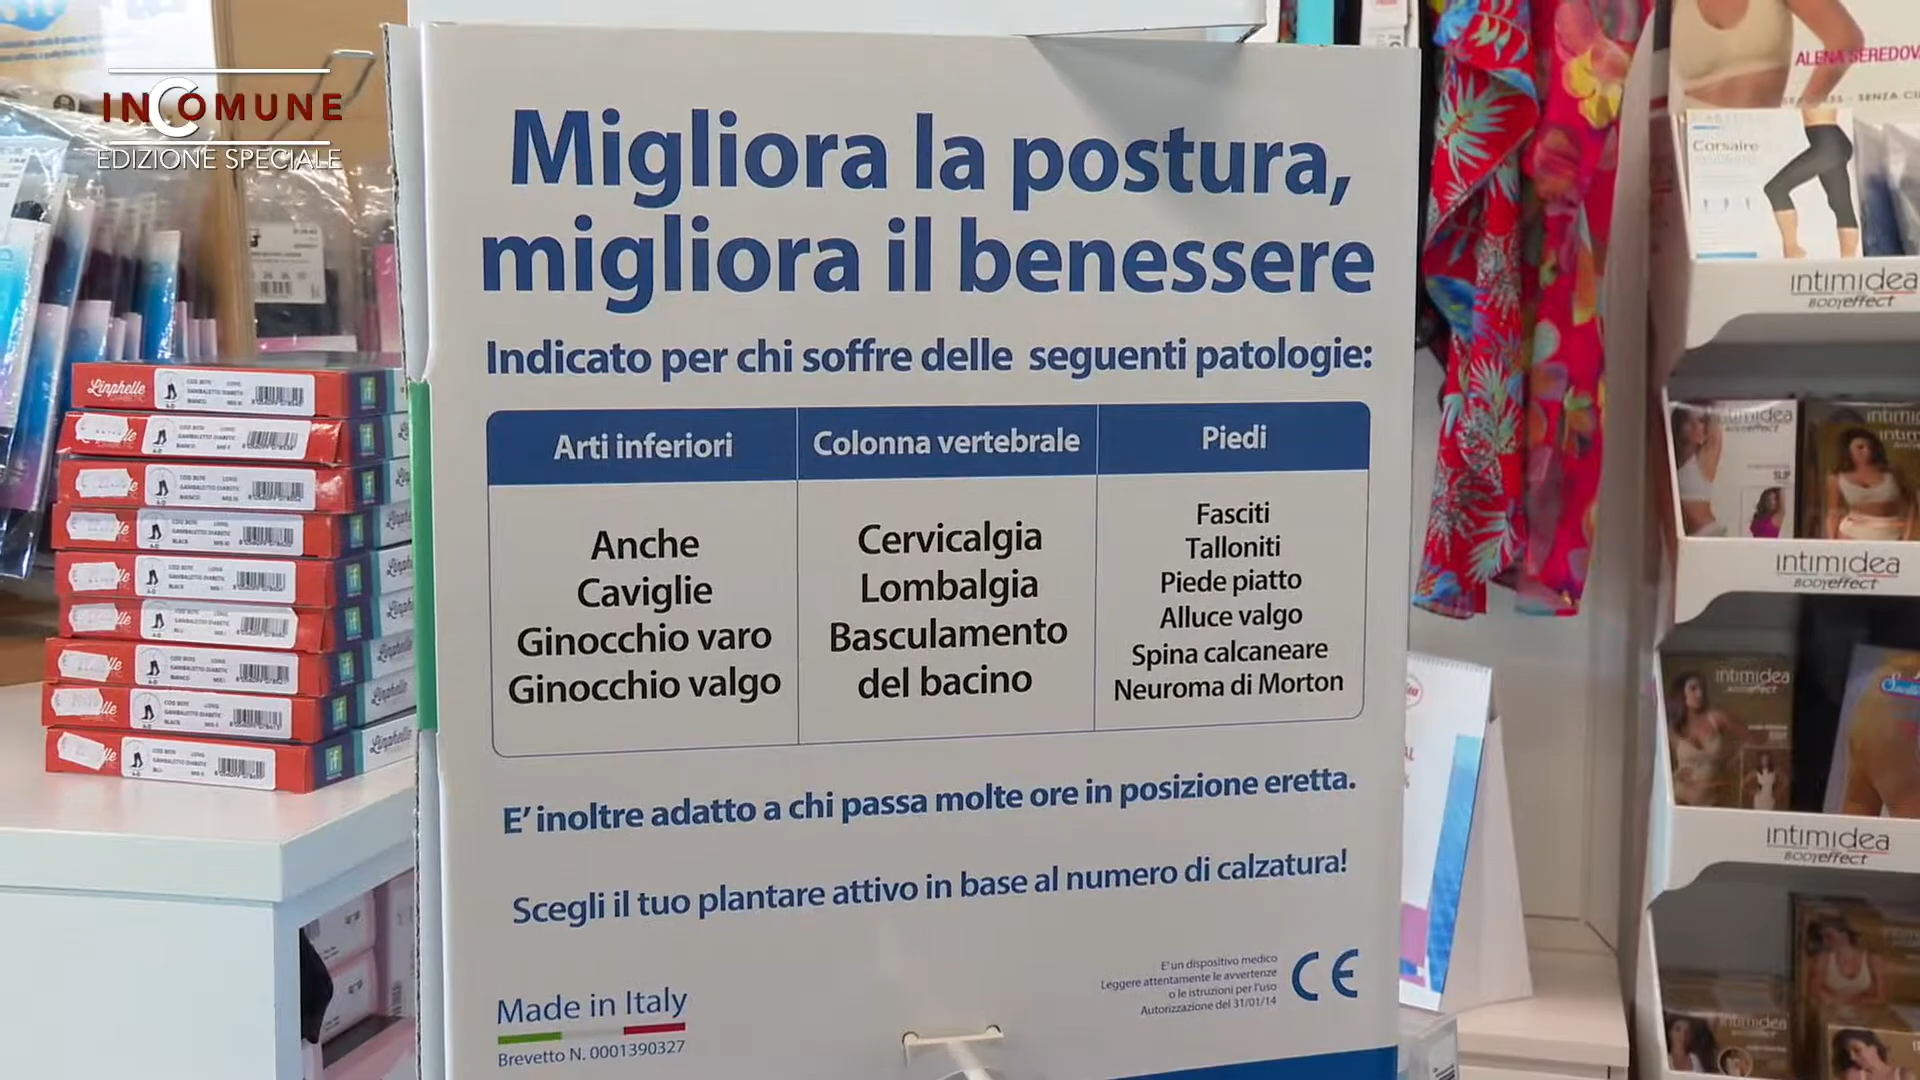 INCOMUNE
EDIZIONE SPECIALE
Migliora la postura,
migliora il benessere
Indicato per chi soffre delle seguenti patologie:
Arti inferiori
Anche
Caviglie
Ginocchio varo
Ginocchio valgo
Colonna vertebrale
Cervicalgia
Lombalgia
Basculamento
del bacino
Piedi
Fasciti
Talloniti
Piede piatto
Alluce valgo
Spina calcaneare
Neuroma di Morton
E' inoltre adatto a chi passa molte ore in posizione eretta.
Scegli il tuo plantare attivo in base al numero di calzatura!
Made in Italy
Brevetto N. 0001390327
E' un dispositivo medico
Leggere attentamente le avvertenze
o le istruzioni per l'uso
Autorizzazione del 31/01/14
CE
Linphelle
ALENA SEREDOV
Corsaire
intimidea
BODYeffect
intimidea
BODYeffect
intimidea
intimidea
BODYeffect